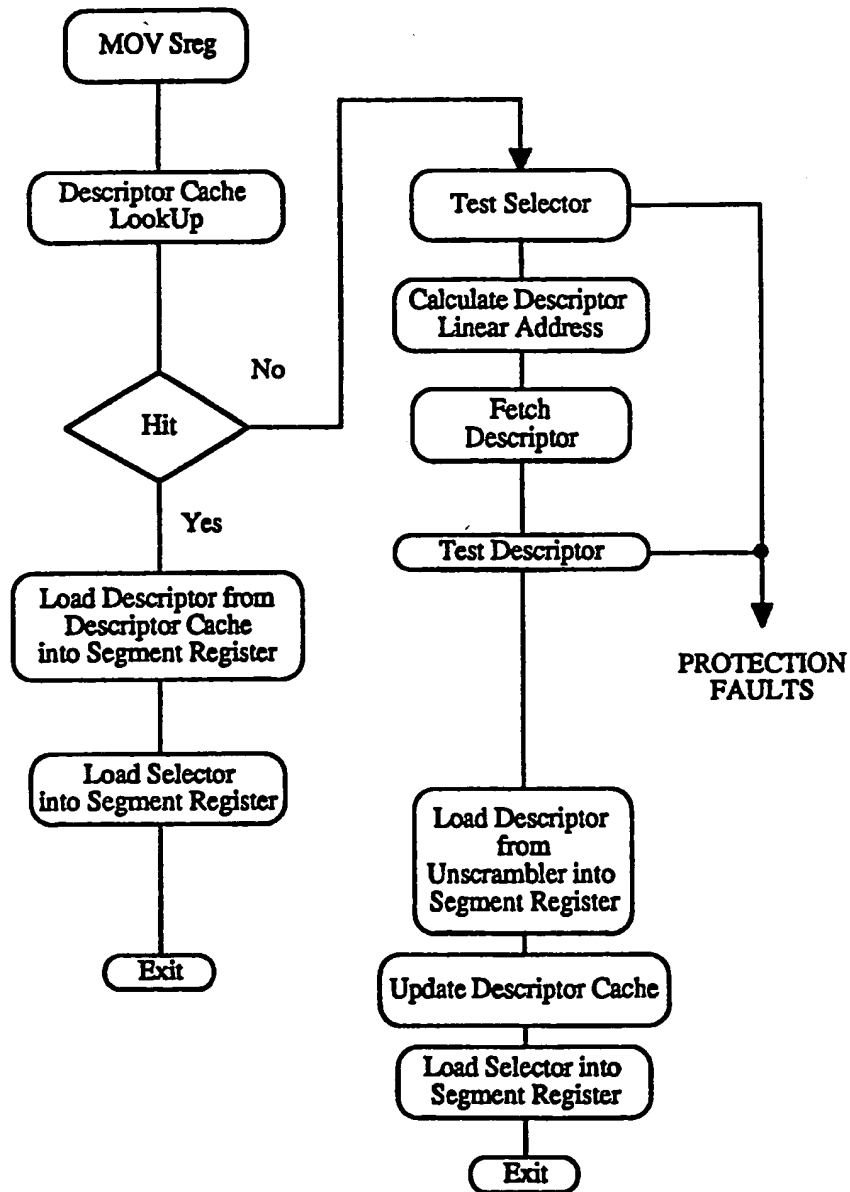 MOV Sreg
Descriptor Cache
LookUp
Hit
No
Yes
Load Descriptor from
Descriptor Cache
into Segment Register
Load Selector
into Segment Register
Exit
Test Selector
Calculate Descriptor
Linear Address
Fetch
Descriptor
Test Descriptor
PROTECTION
FAULTS
Load Descriptor
from
Unscrambler into
Segment Register
Update Descriptor Cache
Load Selector into
Segment Register
Exit